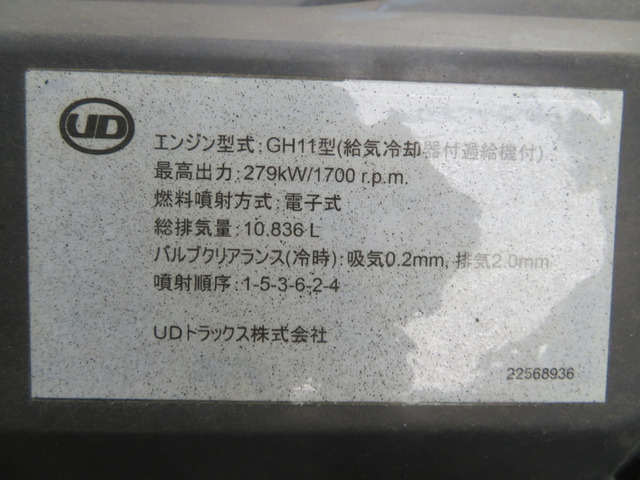 UD
エンジン型式：GH11型(給気冷却器付過給機付)
最高出力：279kW/1700 r.p.m.
燃料噴射方式：電子式
総排気量：10.836 L
バルブクリアランス(冷時)：吸気0.2mm, 排気2.0mm
噴射順序：1-5-3-6-2-4
UDトラックス株式会社
22568936